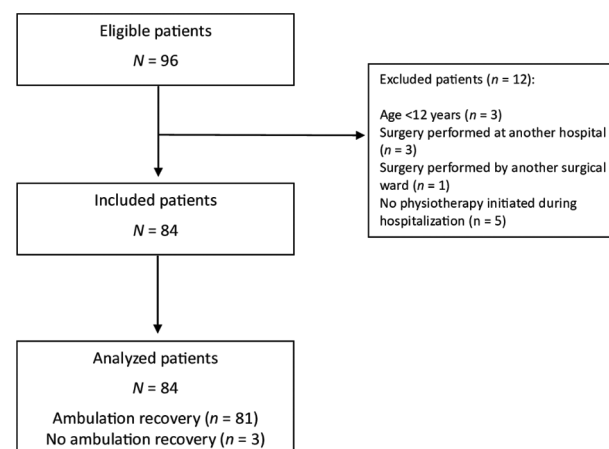 Eligible patients
N = 96
Excluded patients (n = 12):
Age <12 years (n = 3)
Surgery performed at another hospital
(n = 3)
Surgery performed by another surgical
ward (n = 1)
No physiotherapy initiated during
hospitalization (n = 5)
Included patients
N = 84
Analyzed patients
N = 84
Ambulation recovery (n = 81)
No ambulation recovery (n = 3)